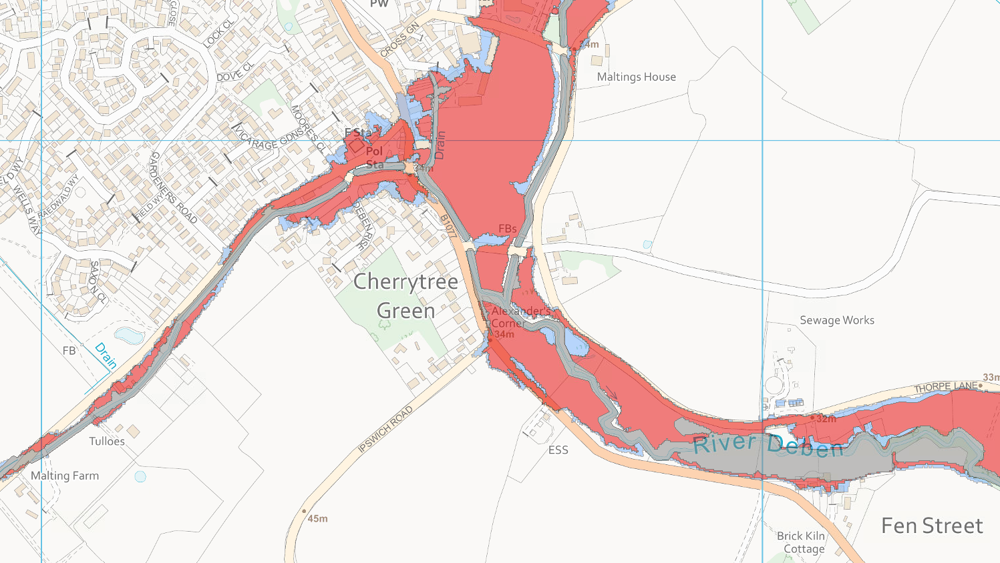 PW
CLOSE
LOCK CL
CROSS GN
34m
DOVE CL
Maltings House
MOORE'S CL
VICARAGE GDNS
F Sta
Pol
Sta
Drain
34m
GARDENERS ROAD
FIELD WY
RAEDWALD WY
WELLS WAY
DEBEN RISE
B1077
FBs
SAXON CL
Cherrytree
Green
Alexander's
Corner
34m
Sewage Works
FB
Drain
THORPE LANE
33m
32m
IPSWICH ROAD
Tulloes
ESS
River Deben
Malting Farm
45m
Fen Street
Brick Kiln
Cottage